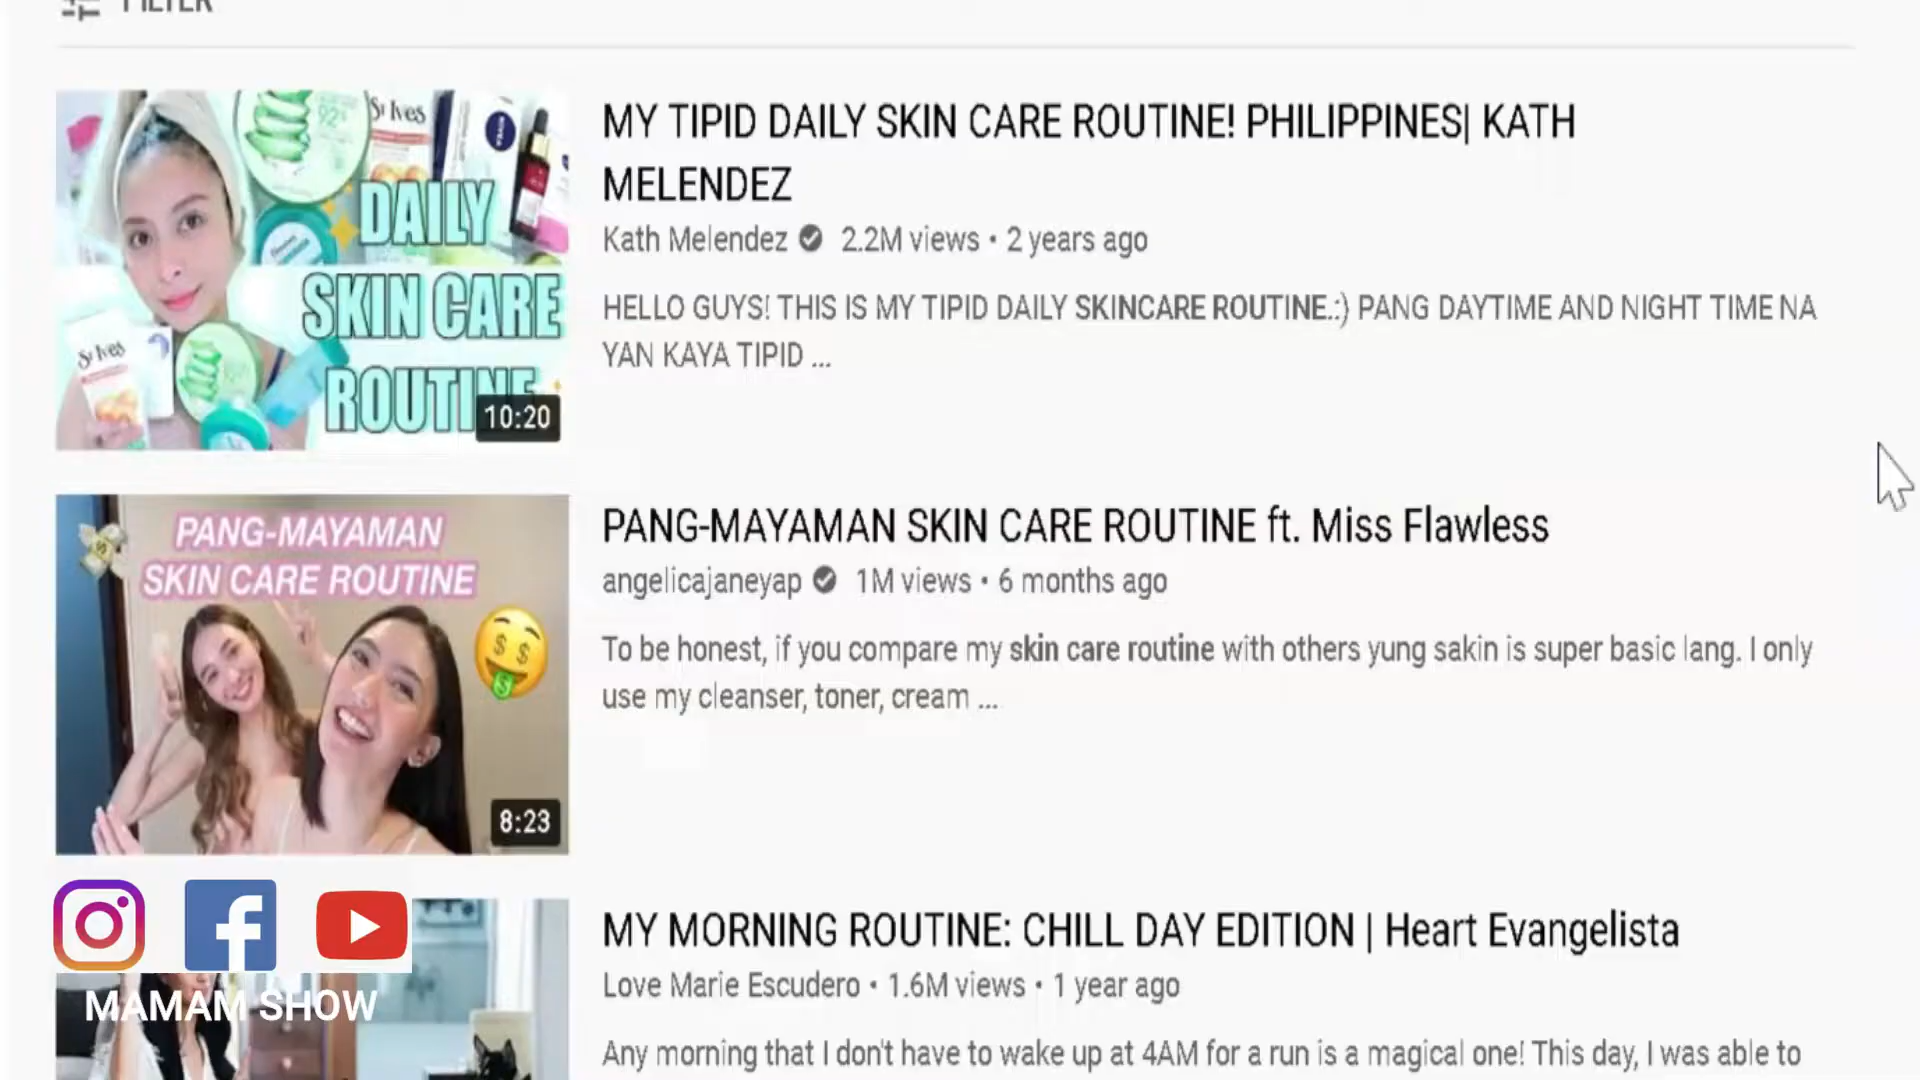 FILTER
MY TIPID DAILY SKIN CARE ROUTINE! PHILIPPINES| KATH
MELENDEZ
Kath Melendez 2.2M views • 2 years ago
HELLO GUYS! THIS IS MY TIPID DAILY SKINCARE ROUTINE.:) PANG DAYTIME AND NIGHT TIME NA
YAN KAYA TIPID ...
St Ives
92%
DAILY
SKIN CARE
ROUTINE
St Ives
10:20
PANG-MAYAMAN SKIN CARE ROUTINE ft. Miss Flawless
angelicajaneyap 1M views • 6 months ago
To be honest, if you compare my skin care routine with others yung sakin is super basic lang. I only
use my cleanser, toner, cream ...
PANG-MAYAMAN
SKIN CARE ROUTINE
8:23
MY MORNING ROUTINE: CHILL DAY EDITION | Heart Evangelista
Love Marie Escudero • 1.6M views • 1 year ago
Any morning that I don't have to wake up at 4AM for a run is a magical one! This day, I was able to
MAMAM SHOW